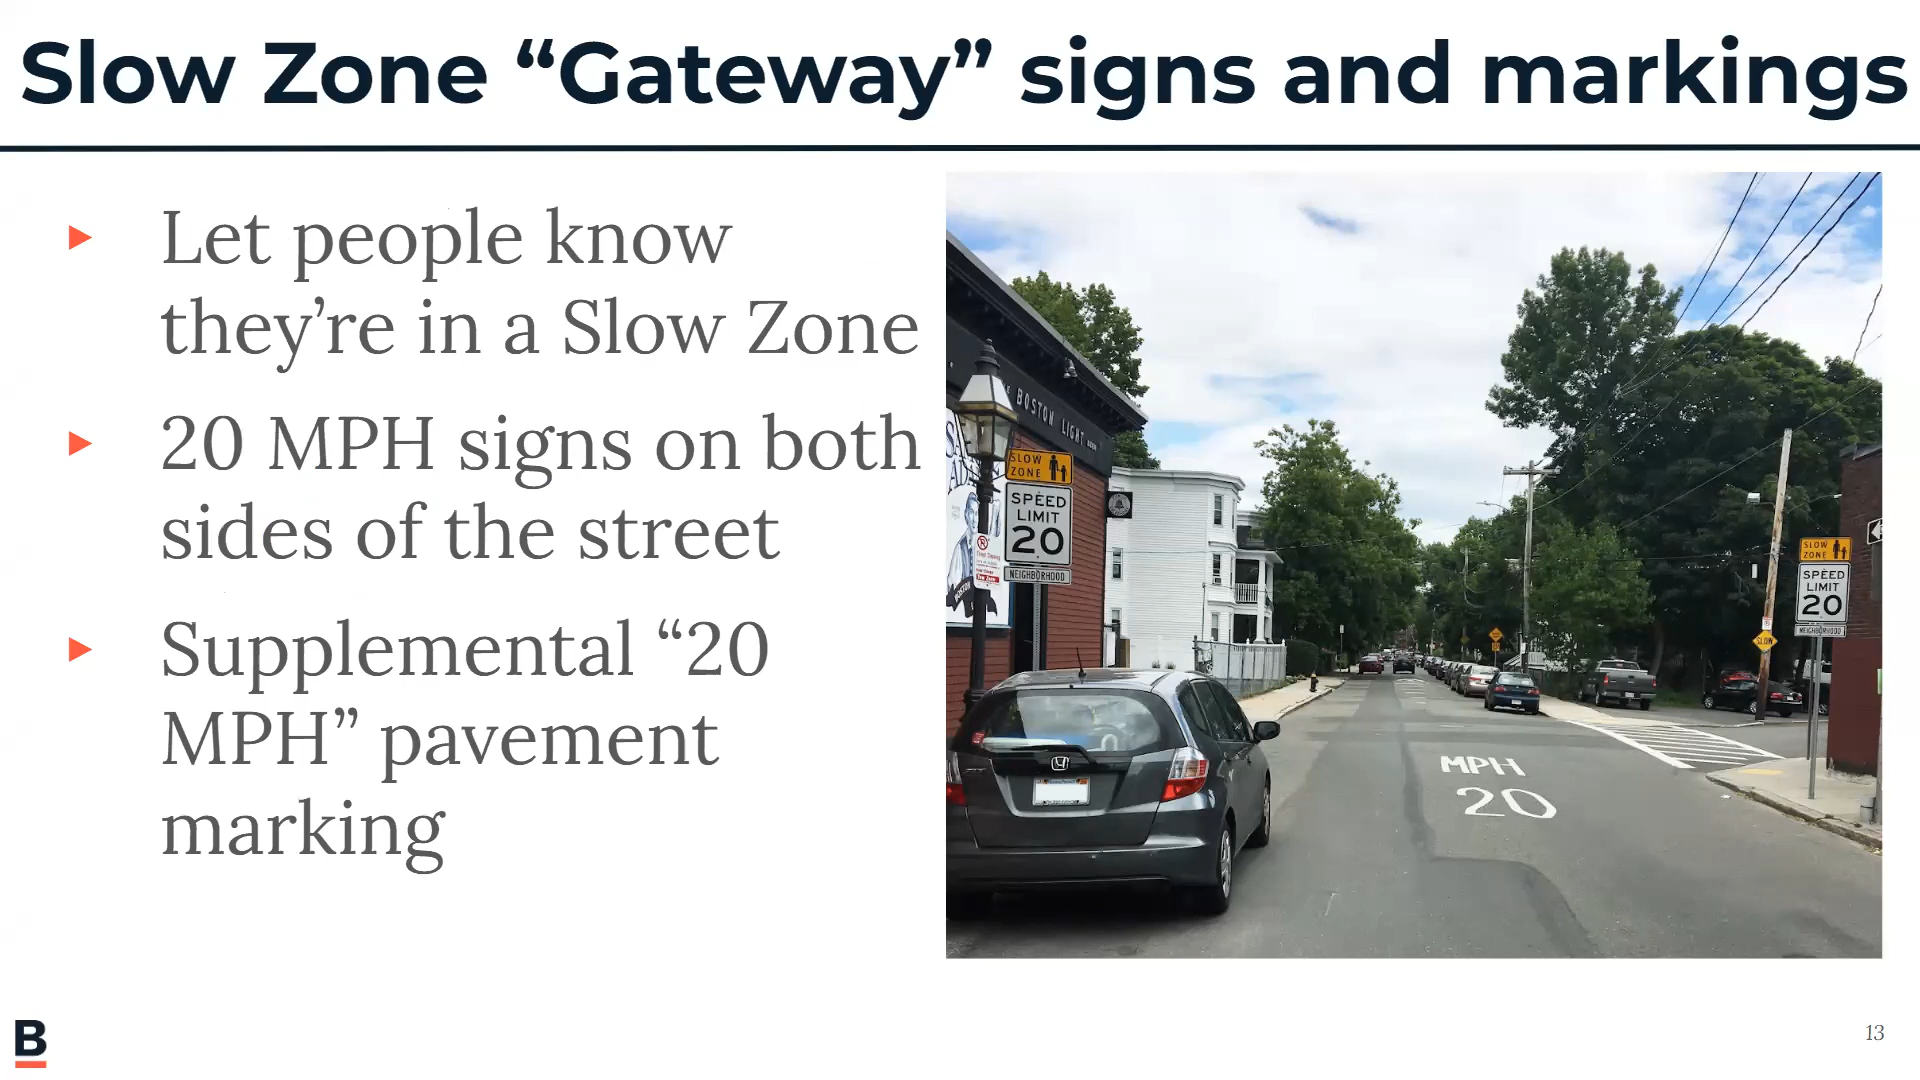 Slow Zone “Gateway” signs and markings
Let people know
they’re in a Slow Zone
20 MPH signs on both
sides of the street
Supplemental “20
MPH” pavement
marking
BOSTON LIGHT
SLOW
ZONE
SPEED
LIMIT
20
NEIGHBORHOOD
SLOW
ZONE
SPEED
LIMIT
20
NEIGHBORHOOD
SLOW
MPH
20
B
13